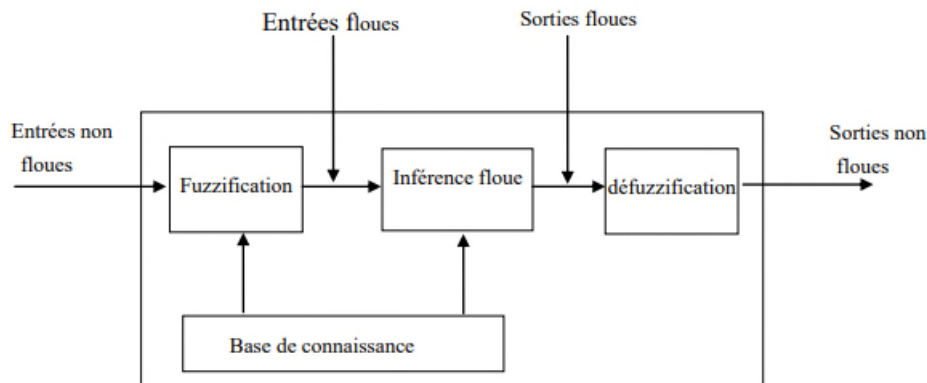 Entrées floues
Sorties floues
Entrées non
floues
Sorties non
floues
Fuzzification
Inférence floue
défuzzification
Base de connaissance